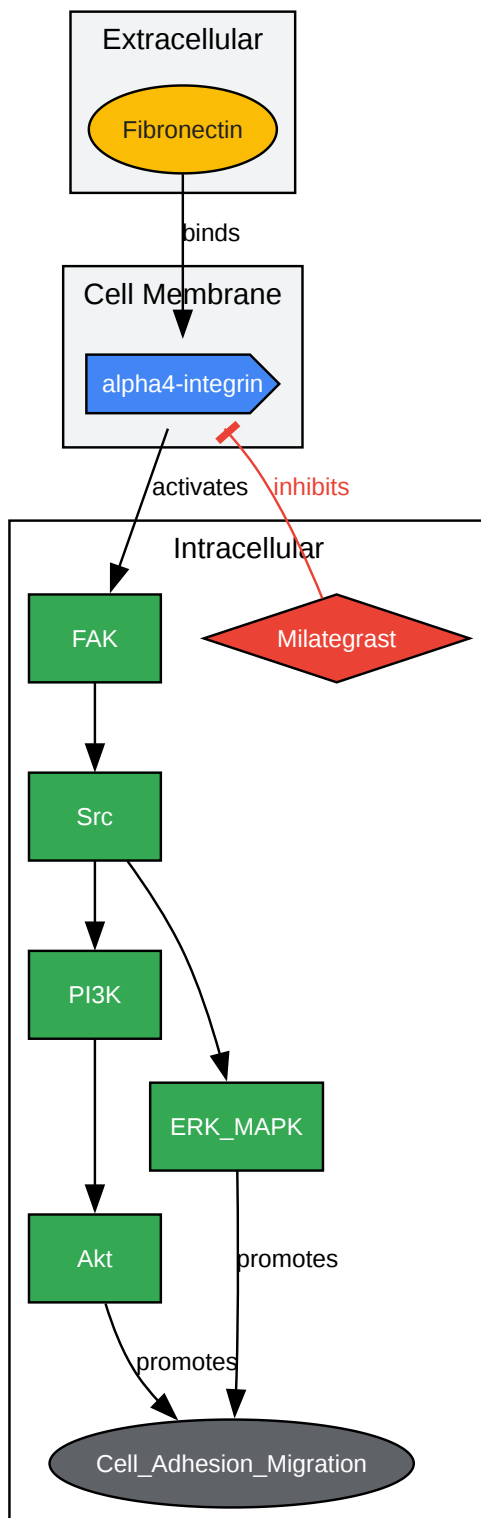 Extracellular
Fibronectin
binds
Cell Membrane
alpha4-integrin
activates
inhibits
Intracellular
FAK
Milategrast
Src
PI3K
ERK_MAPK
Akt
promotes
promotes
Cell_Adhesion_Migration